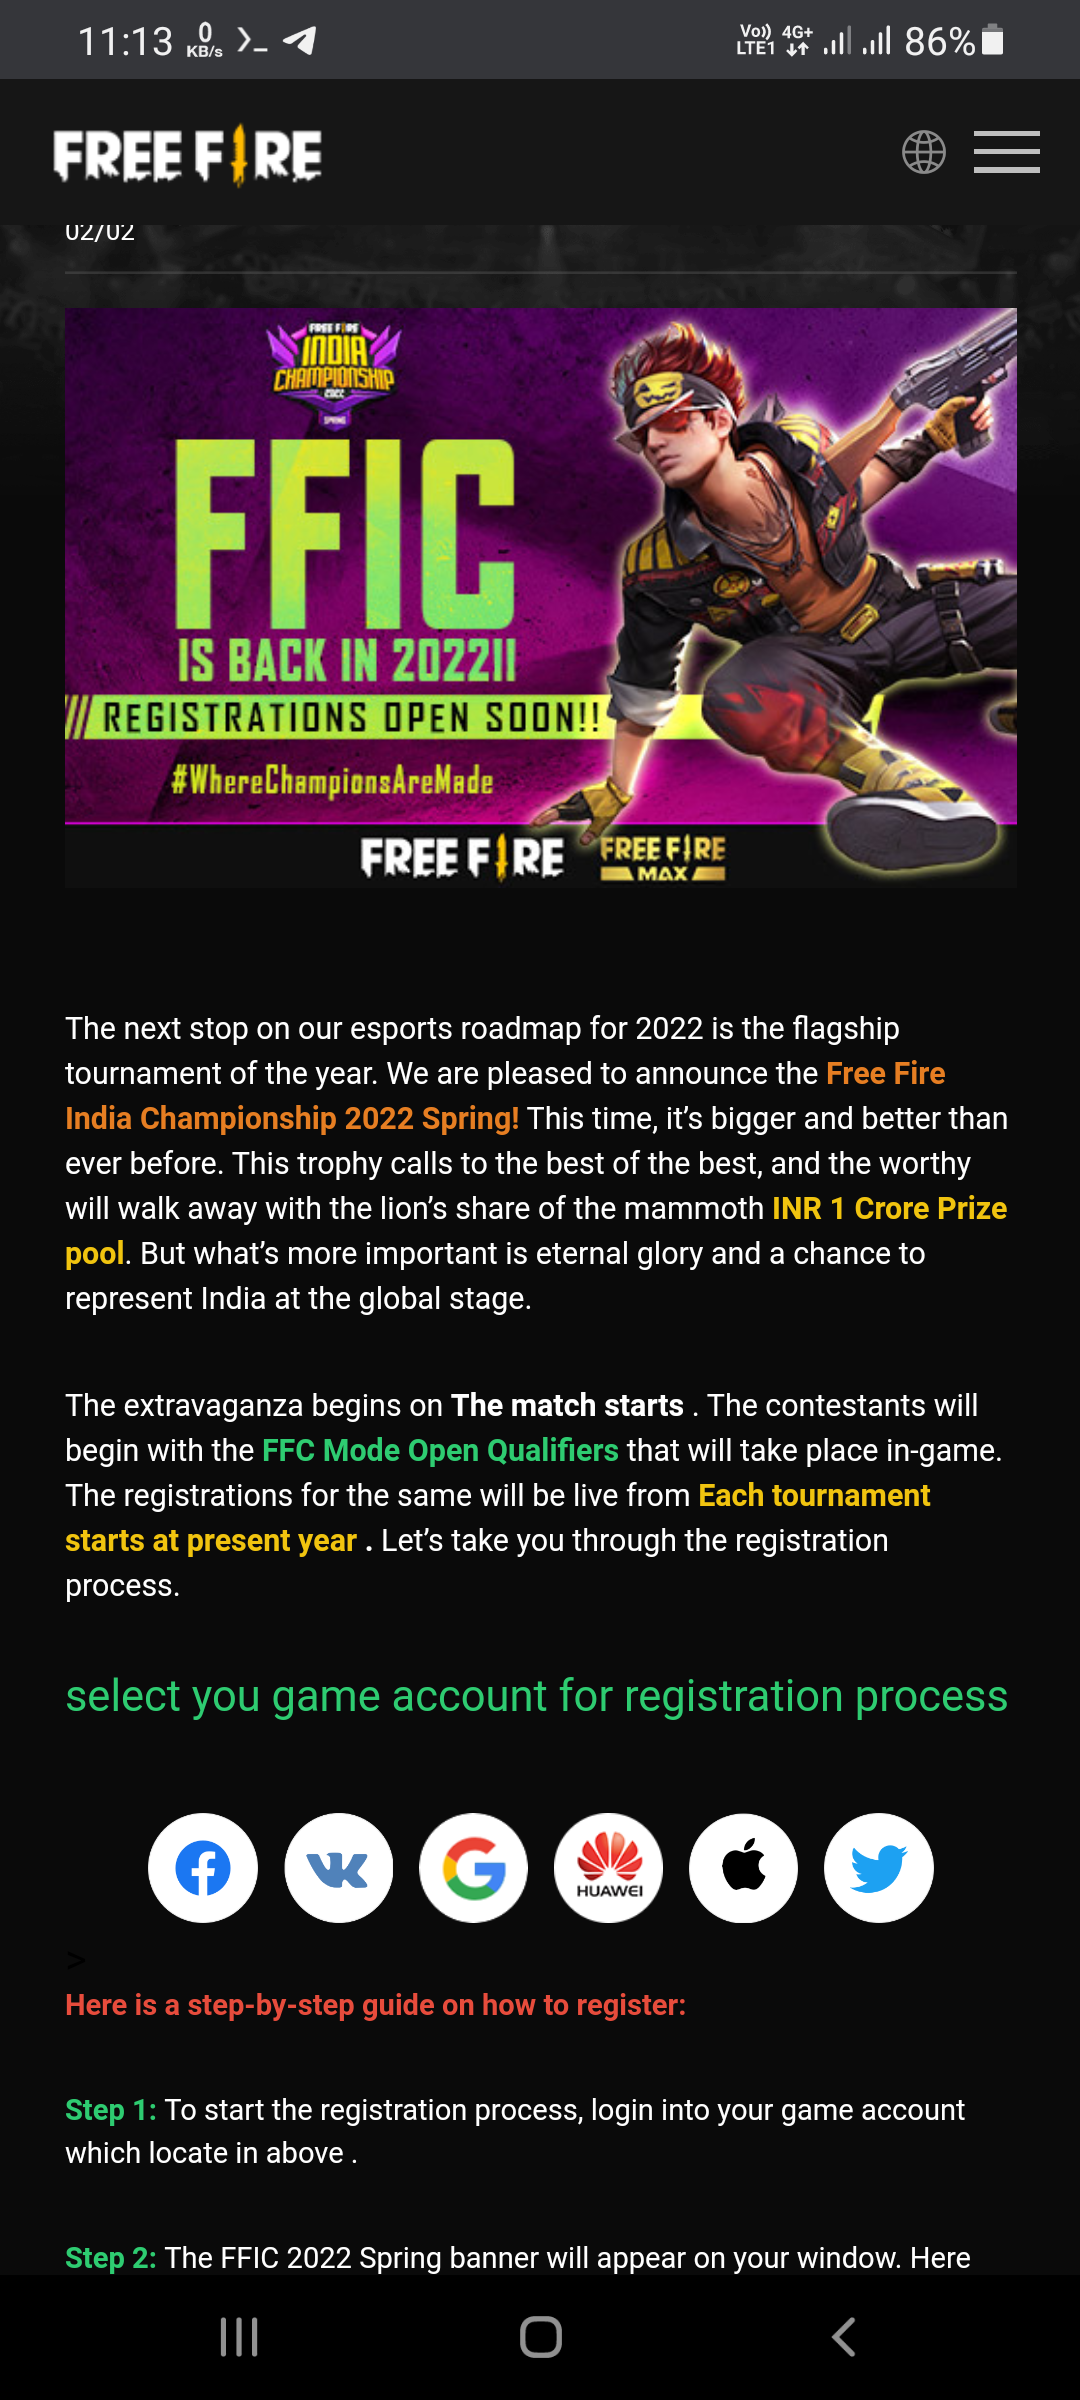 11:13 0 KB/s Vo)) LTE1 4G+ 86%
FREE FIRE
02/02
FREE FIRE
INDIA
CHAMPIONSHIP
2022
SPRING
FFIC
IS BACK IN 2022!!
REGISTRATIONS OPEN SOON!!
#WhereChampionsAreMade
FREE FIRE FREE FIRE
MAX
The next stop on our esports roadmap for 2022 is the flagship
tournament of the year. We are pleased to announce the Free Fire
India Championship 2022 Spring! This time, it’s bigger and better than
ever before. This trophy calls to the best of the best, and the worthy
will walk away with the lion’s share of the mammoth INR 1 Crore Prize
pool. But what’s more important is eternal glory and a chance to
represent India at the global stage.
The extravaganza begins on The match starts . The contestants will
begin with the FFC Mode Open Qualifiers that will take place in-game.
The registrations for the same will be live from Each tournament
starts at present year . Let’s take you through the registration
process.
select you game account for registration process
HUAWEI
>
Here is a step-by-step guide on how to register:
Step 1: To start the registration process, login into your game account
which locate in above .
Step 2: The FFIC 2022 Spring banner will appear on your window. Here